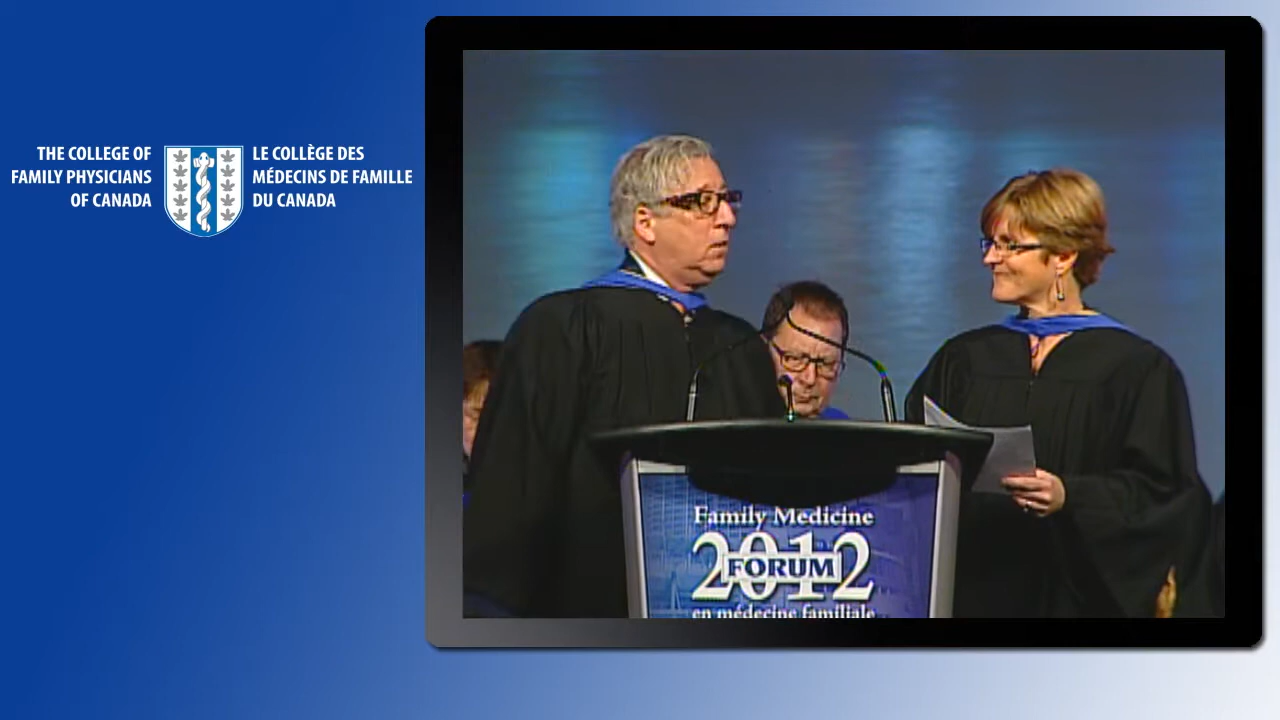 THE COLLEGE OF
FAMILY PHYSICIANS
OF CANADA
LE COLLÈGE DES
MÉDECINS DE FAMILLE
DU CANADA
Family Medicine
2012
FORUM
en médecine familiale